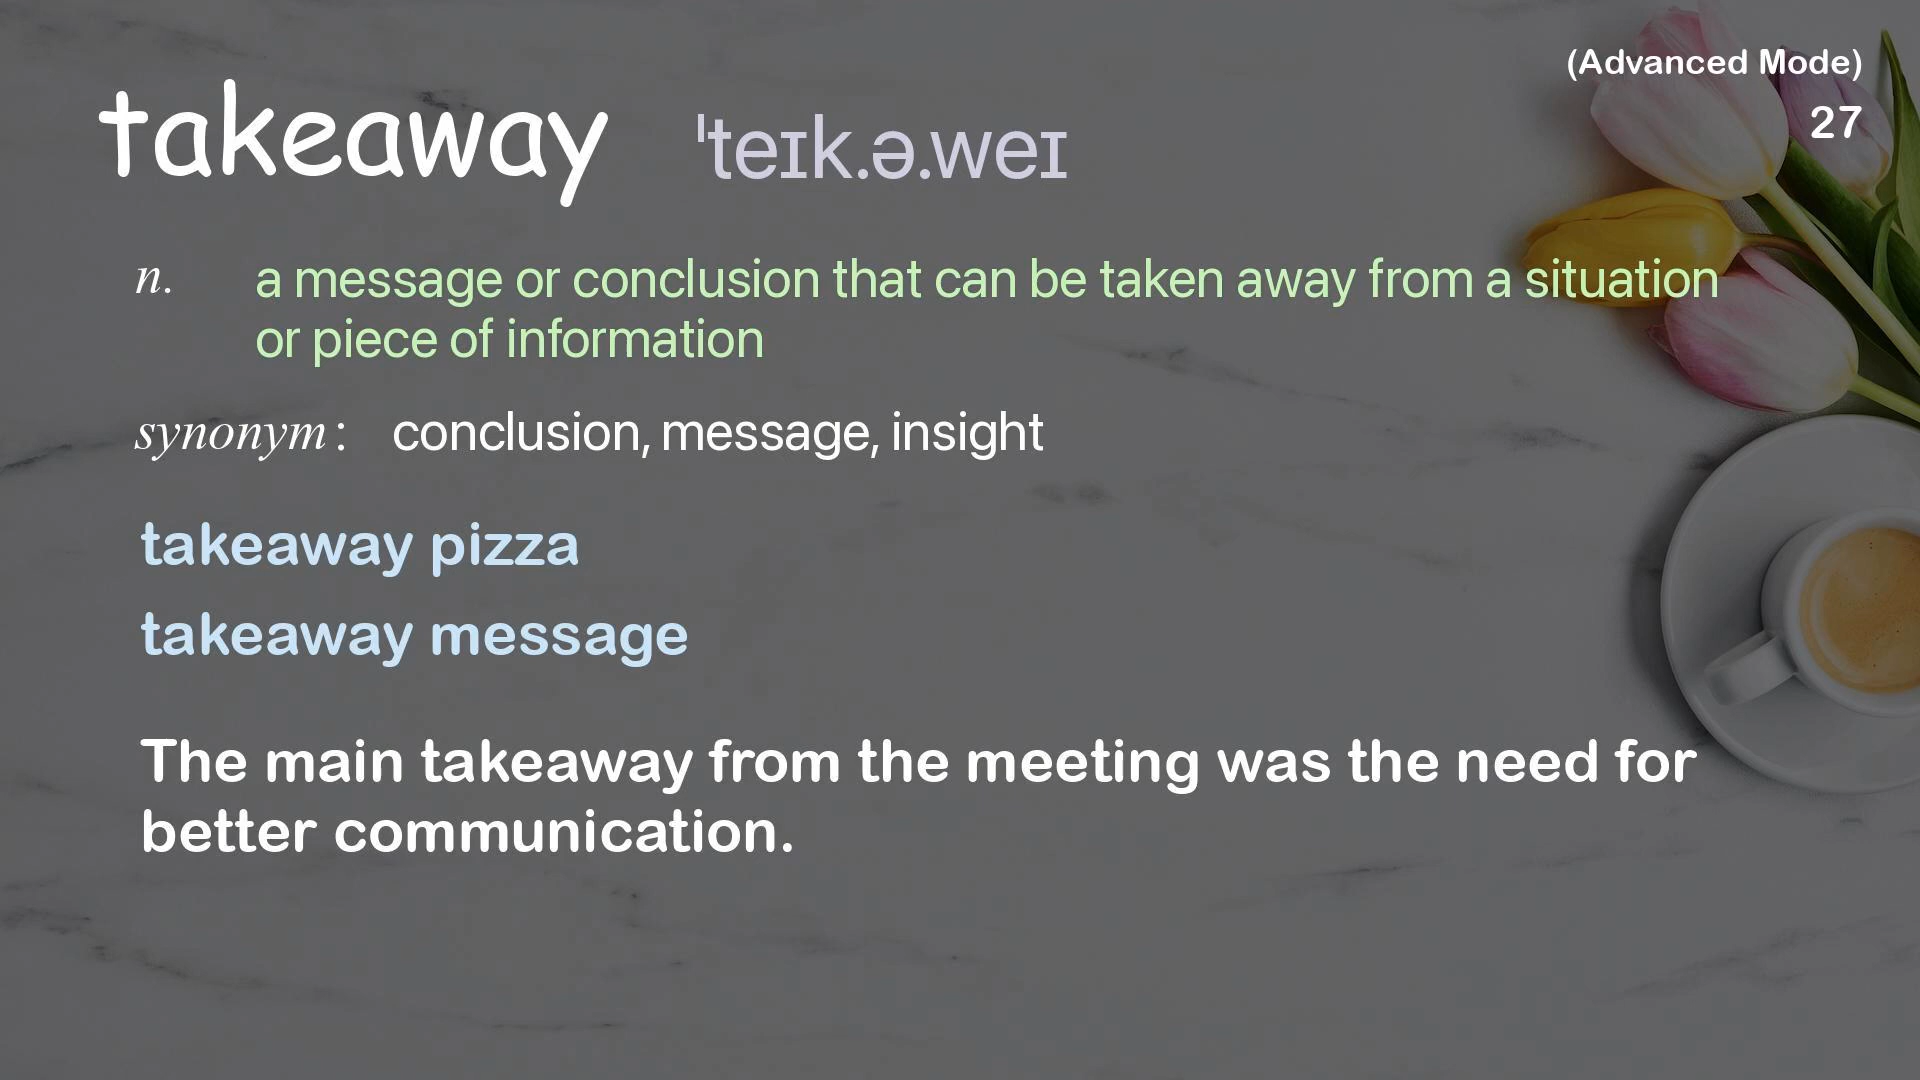 (Advanced Mode)
27
takeaway ˈteɪk.ə.weɪ
n. a message or conclusion that can be taken away from a situation
or piece of information
synonym: conclusion, message, insight
takeaway pizza
takeaway message
The main takeaway from the meeting was the need for
better communication.